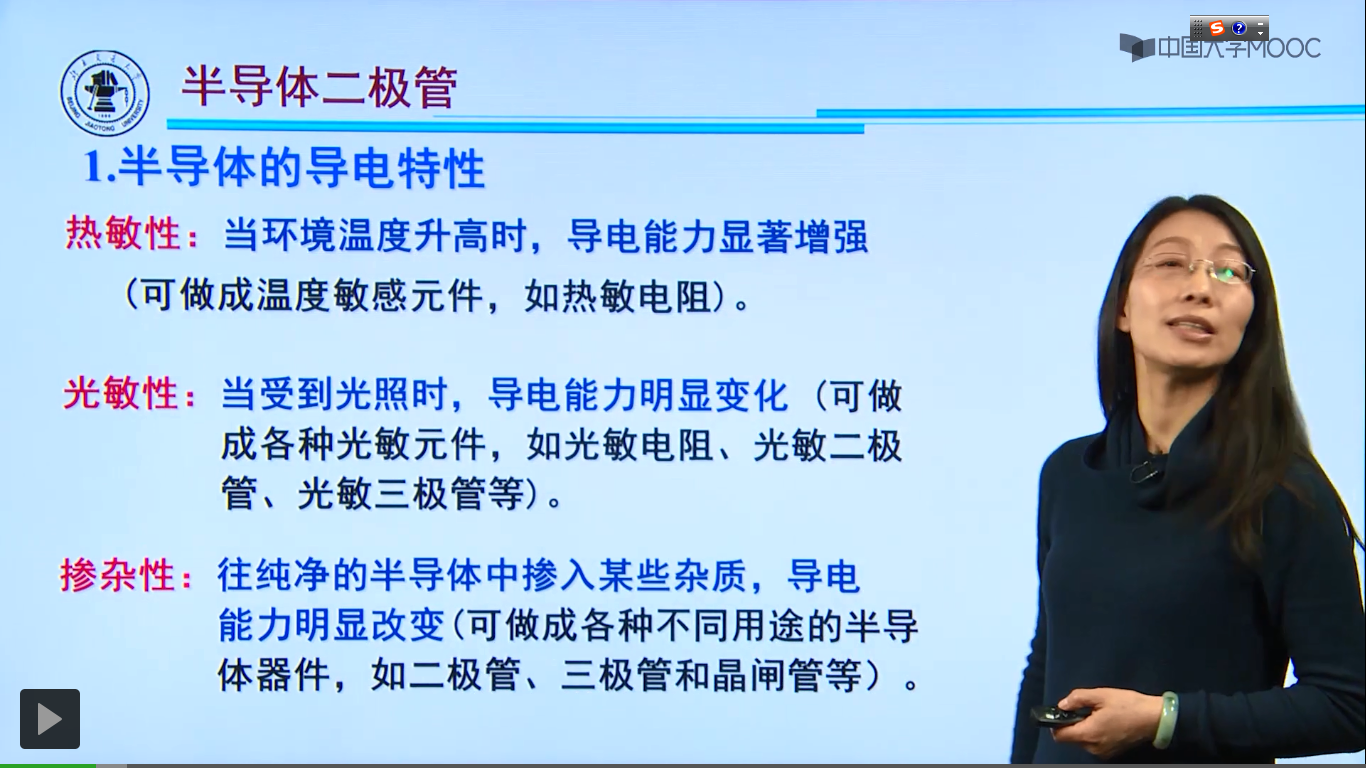 中国大学MOOC
半导体二极管
BEIJING JIAOTONG UNIVERSITY
1.半导体的导电特性
热敏性：当环境温度升高时，导电能力显著增强
(可做成温度敏感元件，如热敏电阻)。
光敏性：当受到光照时，导电能力明显变化 (可做
成各种光敏元件，如光敏电阻、光敏二极
管、光敏三极管等)。
掺杂性：往纯净的半导体中掺入某些杂质，导电
能力明显改变(可做成各种不同用途的半导
体器件，如二极管、三极管和晶闸管等）。